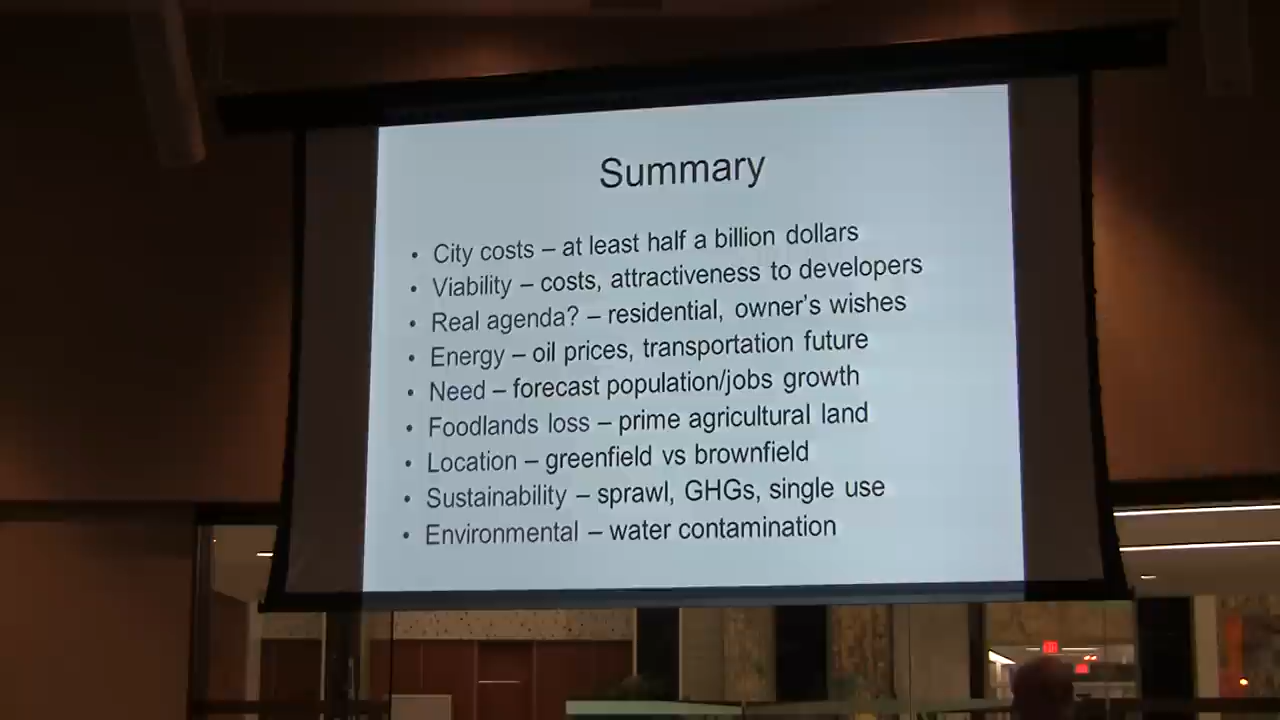 Summary
• City costs – at least half a billion dollars
• Viability – costs, attractiveness to developers
• Real agenda? – residential, owner's wishes
• Energy – oil prices, transportation future
• Need – forecast population/jobs growth
• Foodlands loss – prime agricultural land
• Location – greenfield vs brownfield
• Sustainability – sprawl, GHGs, single use
• Environmental – water contamination